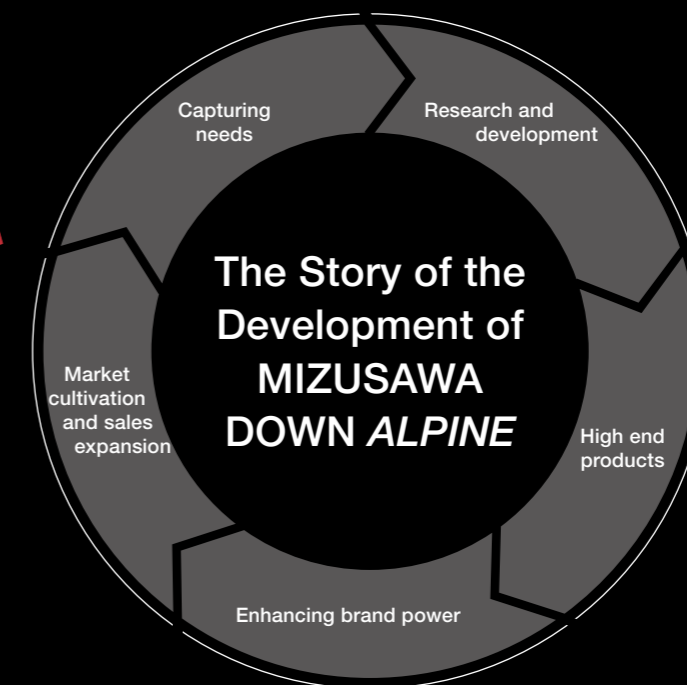 Capturing
needs
Research and
development
The Story of the
Development of
MIZUSAWA
DOWN ALPINE
Market
cultivation
and sales
expansion
High end
products
Enhancing brand power